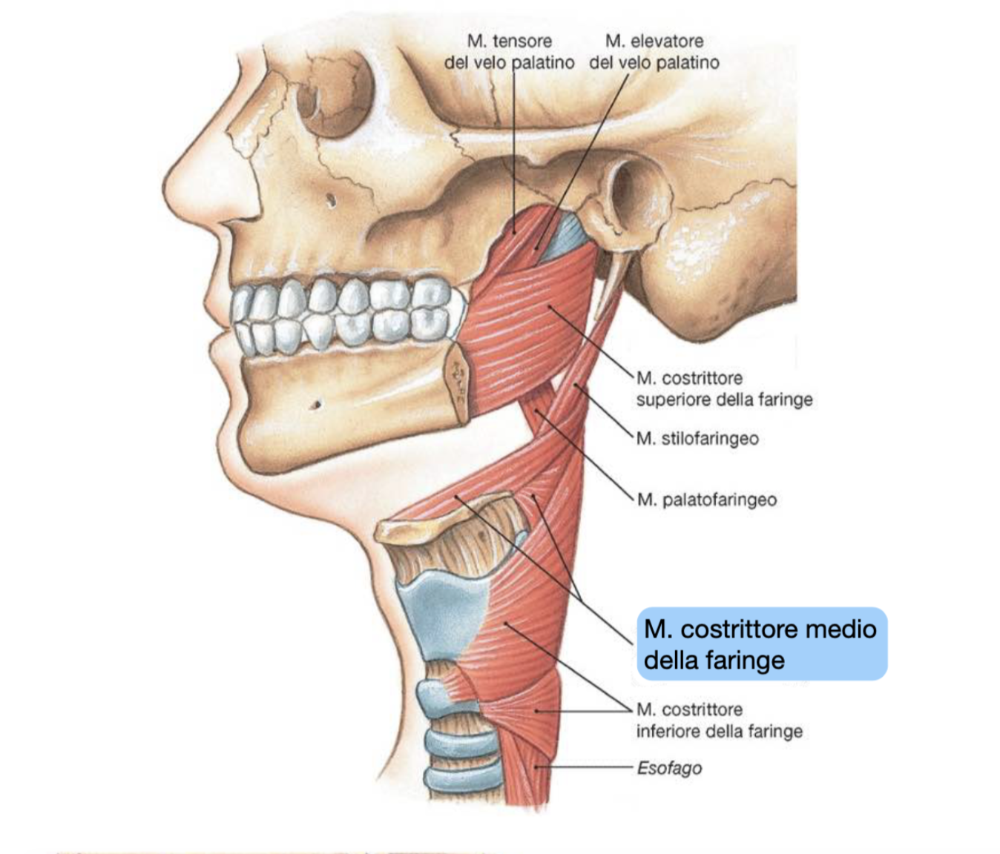 M. tensore
del velo palatino
M. elevatore
del velo palatino
M. costrittore
superiore della faringe
M. stilofaringeo
M. palatofaringeo
M. costrittore medio
della faringe
M. costrittore
inferiore della faringe
Esofago